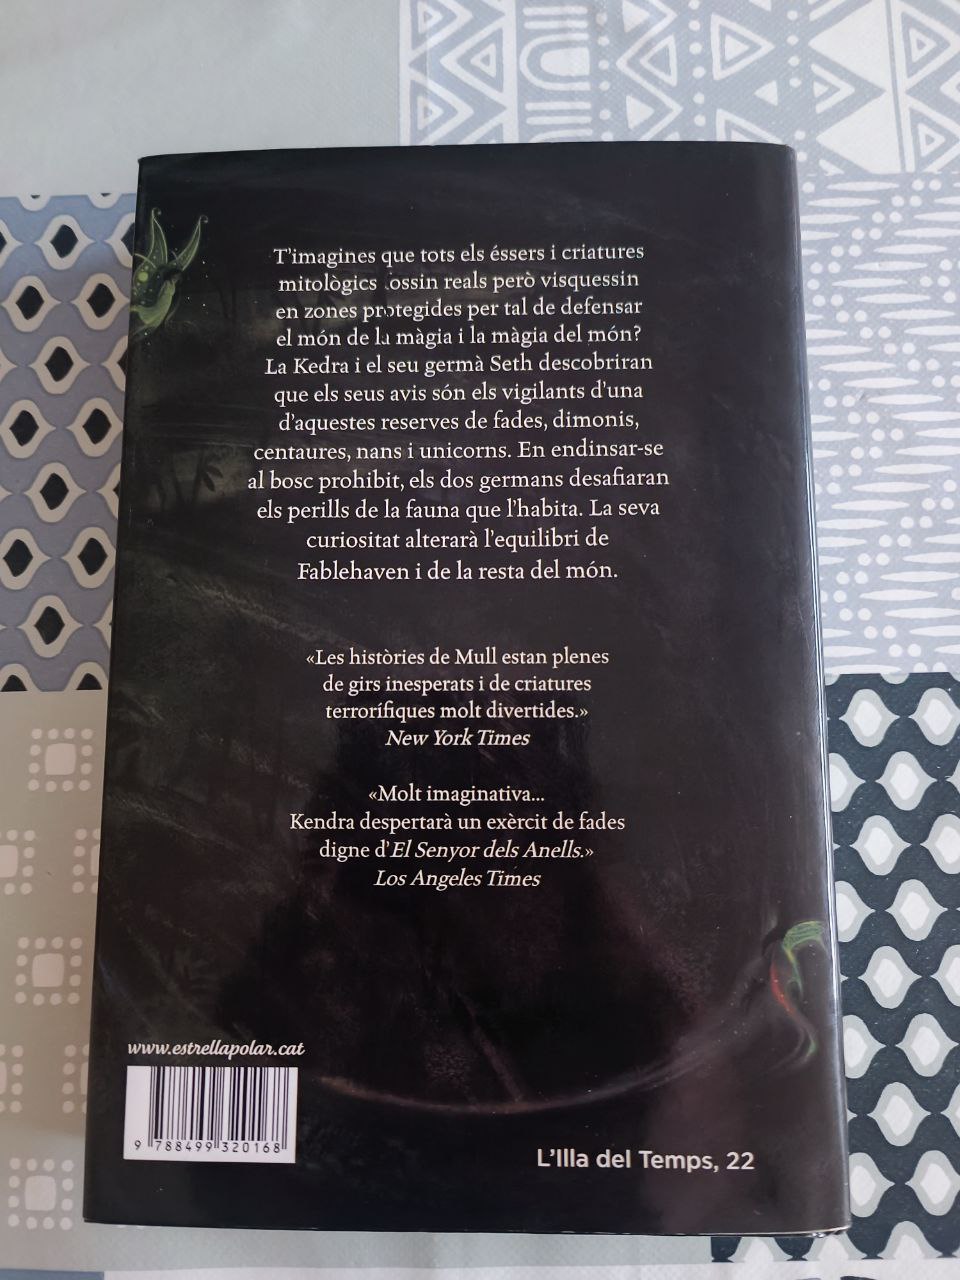 T'imagines que tots els éssers i criatures
mitològics fossin reals però visquessin
en zones protegides per tal de defensar
el món de la màgia i la màgia del món?
La Kedra i el seu germà Seth descobriran
que els seus avis són els vigilants d'una
d'aquestes reserves de fades, dimonis,
centaures, nans i unicorns. En endinsar-se
al bosc prohibit, els dos germans desafiaran
els perills de la fauna que l'habita. La seva
curiositat alterarà l'equilibri de
Fablehaven i de la resta del món.
«Les històries de Mull estan plenes
de girs inesperats i de criatures
terrorífiques molt divertides.»
New York Times
«Molt imaginativa...
Kendra despertarà un exèrcit de fades
digne d'El Senyor dels Anells.»
Los Angeles Times
www.estrellapolar.cat
9 788499 320168
L'Illa del Temps, 22